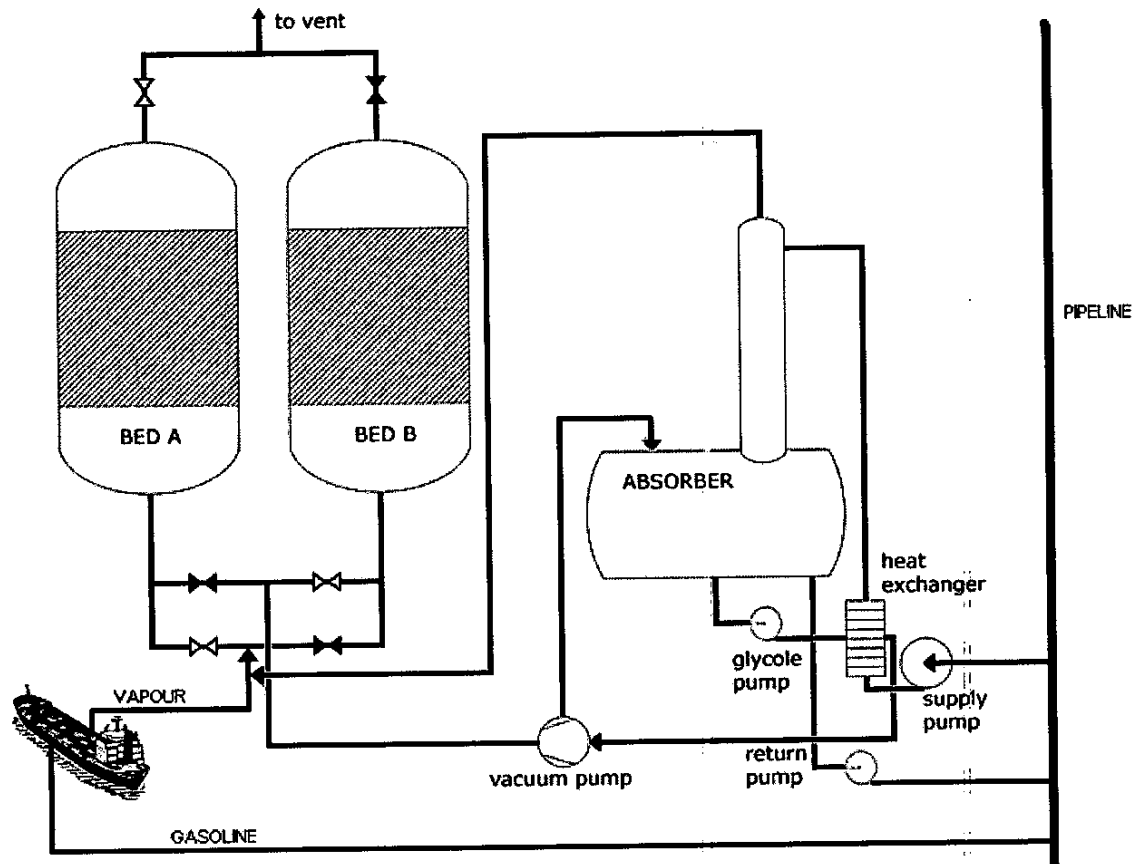 to vent
PIPELINE
BED A
BED B
ABSORBER
heat
exchanger
glycole
pump
supply
pump
VAPOUR
vacuum pump
return
pump
GASOLINE